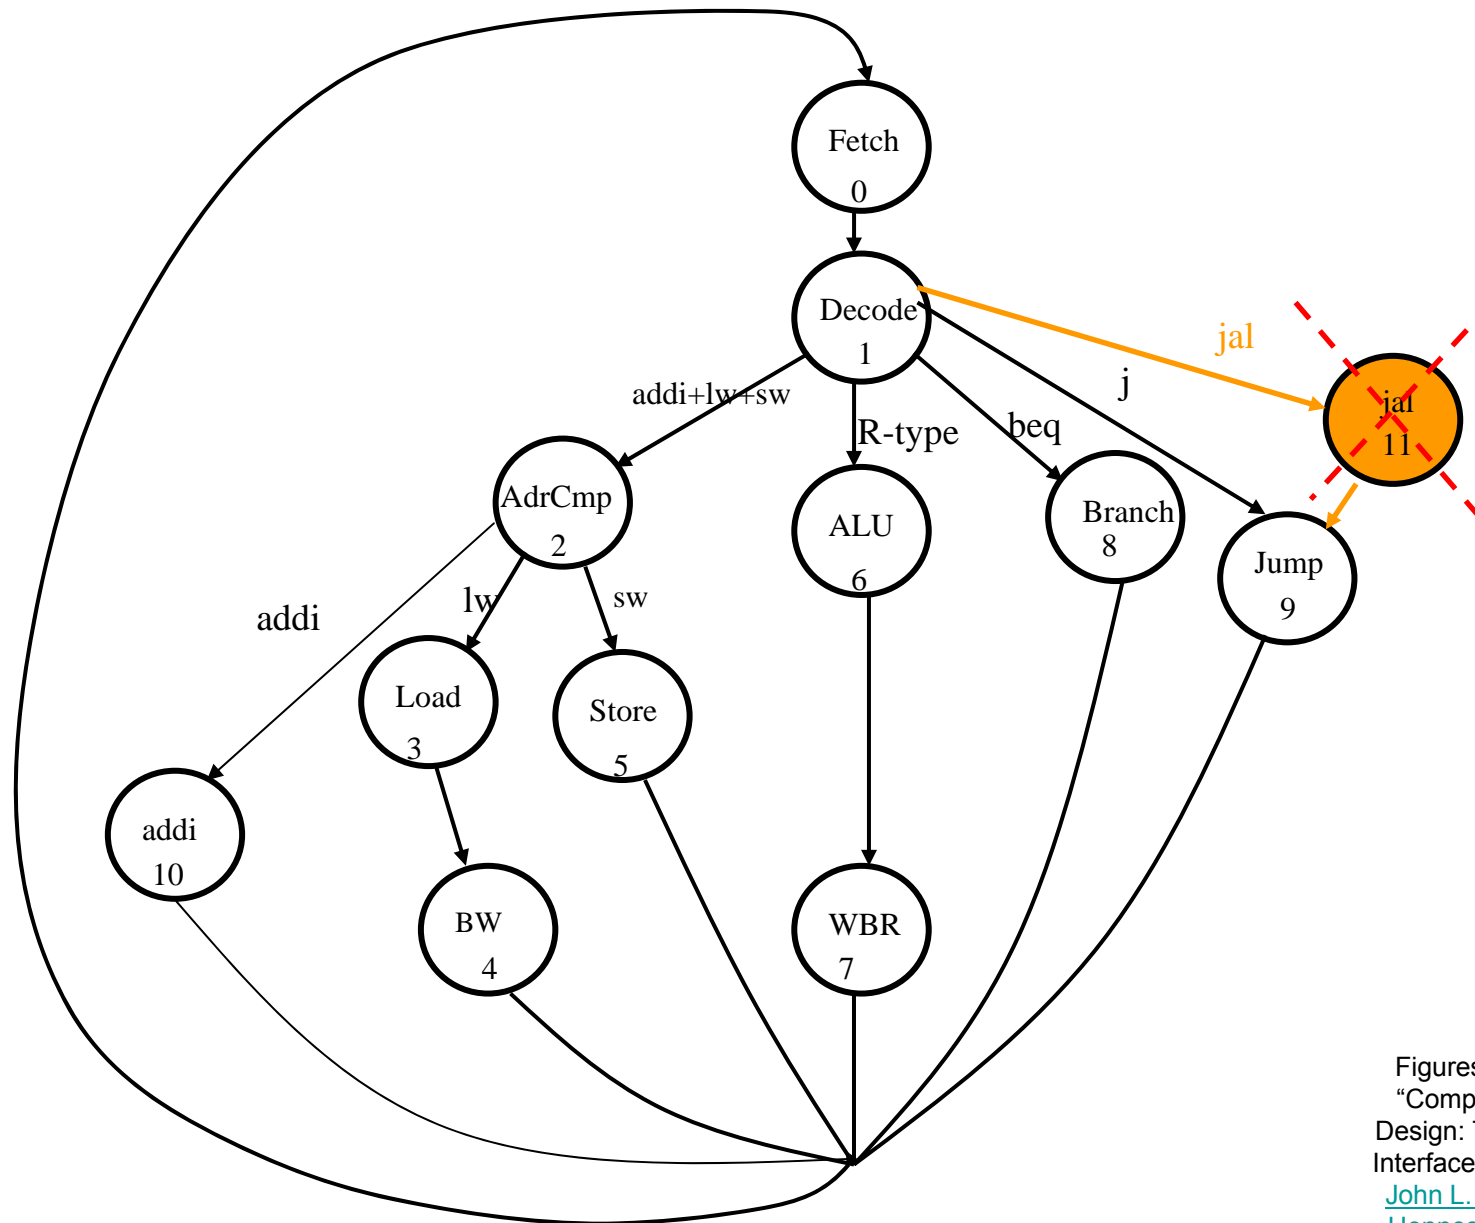 Fetch
0
Decode
1
jal
j
jal
11
addi+lw+sw
R-type
beq
AdrCmp
2
ALU
6
Branch
8
Jump
9
addi
lw
sw
Load
3
Store
5
addi
10
BW
4
WBR
7
Figures
“Comp
Design:
Interface
John L.